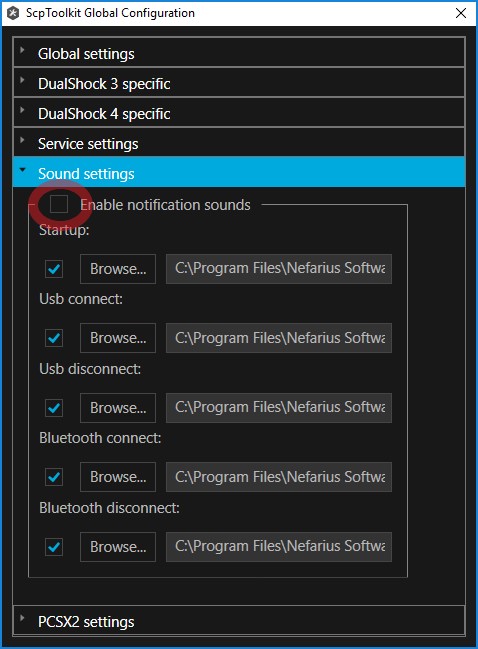 ScpToolkit Global Configuration
Global settings
DualShock 3 specific
DualShock 4 specific
Service settings
Sound settings
Enable notification sounds
Startup:
Browse... C:\Program Files\Nefarius Softwa
Usb connect:
Browse... C:\Program Files\Nefarius Softwa
Usb disconnect:
Browse... C:\Program Files\Nefarius Softwa
Bluetooth connect:
Browse... C:\Program Files\Nefarius Softwa
Bluetooth disconnect:
Browse... C:\Program Files\Nefarius Softwa
PCSX2 settings